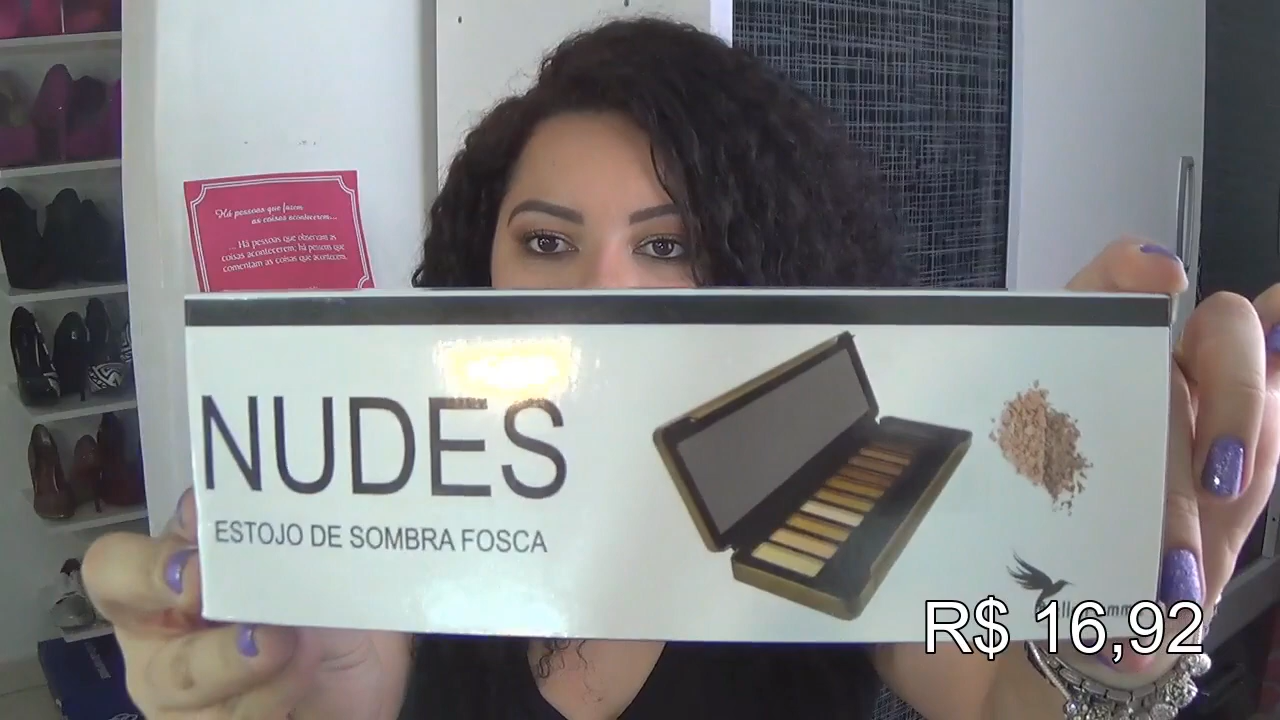 Há pessoas que fazem
as coisas acontecerem...
... Há pessoas que observam as
coisas acontecerem; há pessoas que
comentam as coisas que acontecem.
NUDES
ESTOJO DE SOMBRA FOSCA
R$ 16,92